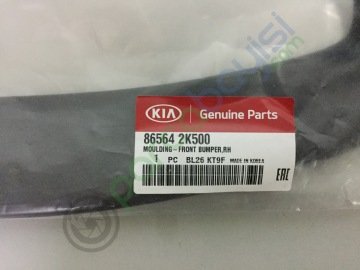 KIA Genuine Parts
86564 2K500
MOULDING - FRONT BUMPER,RH
1 PC BL26 KT9F MADE IN KOREA
EAC